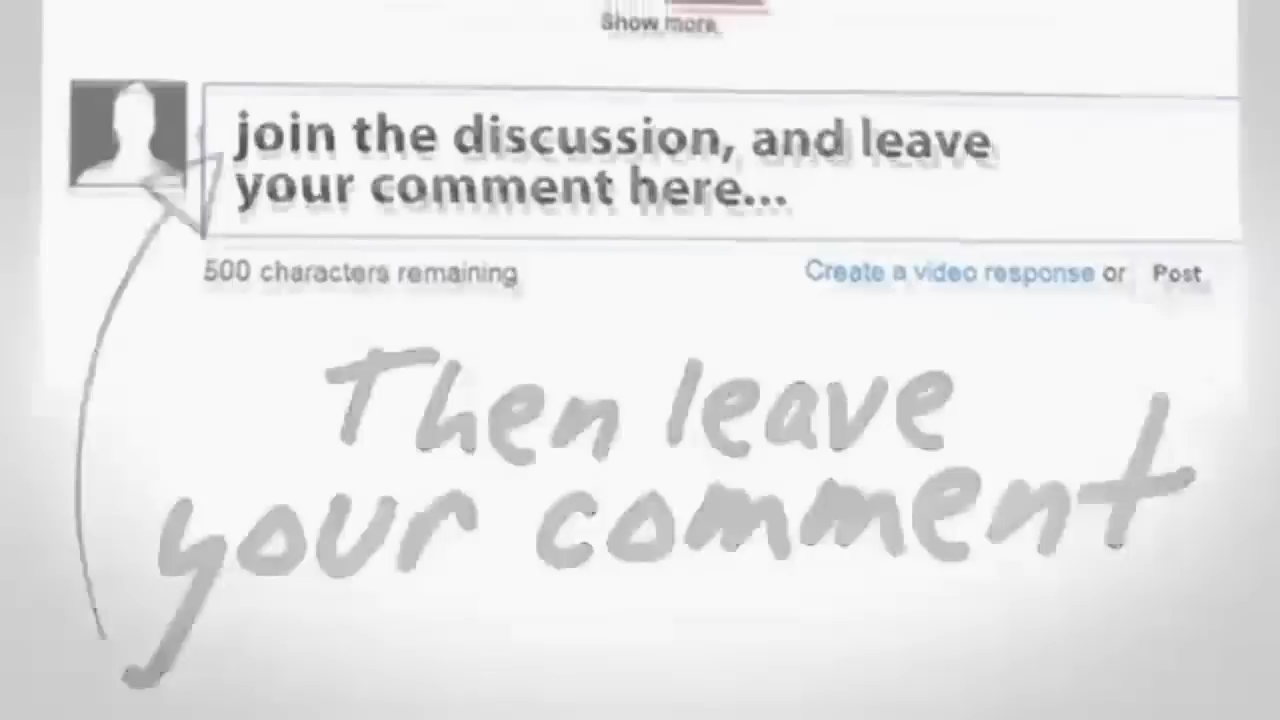 Show more
join the discussion, and leave
your comment here...
500 characters remaining
Create a video response or Post
Then leave
your comment